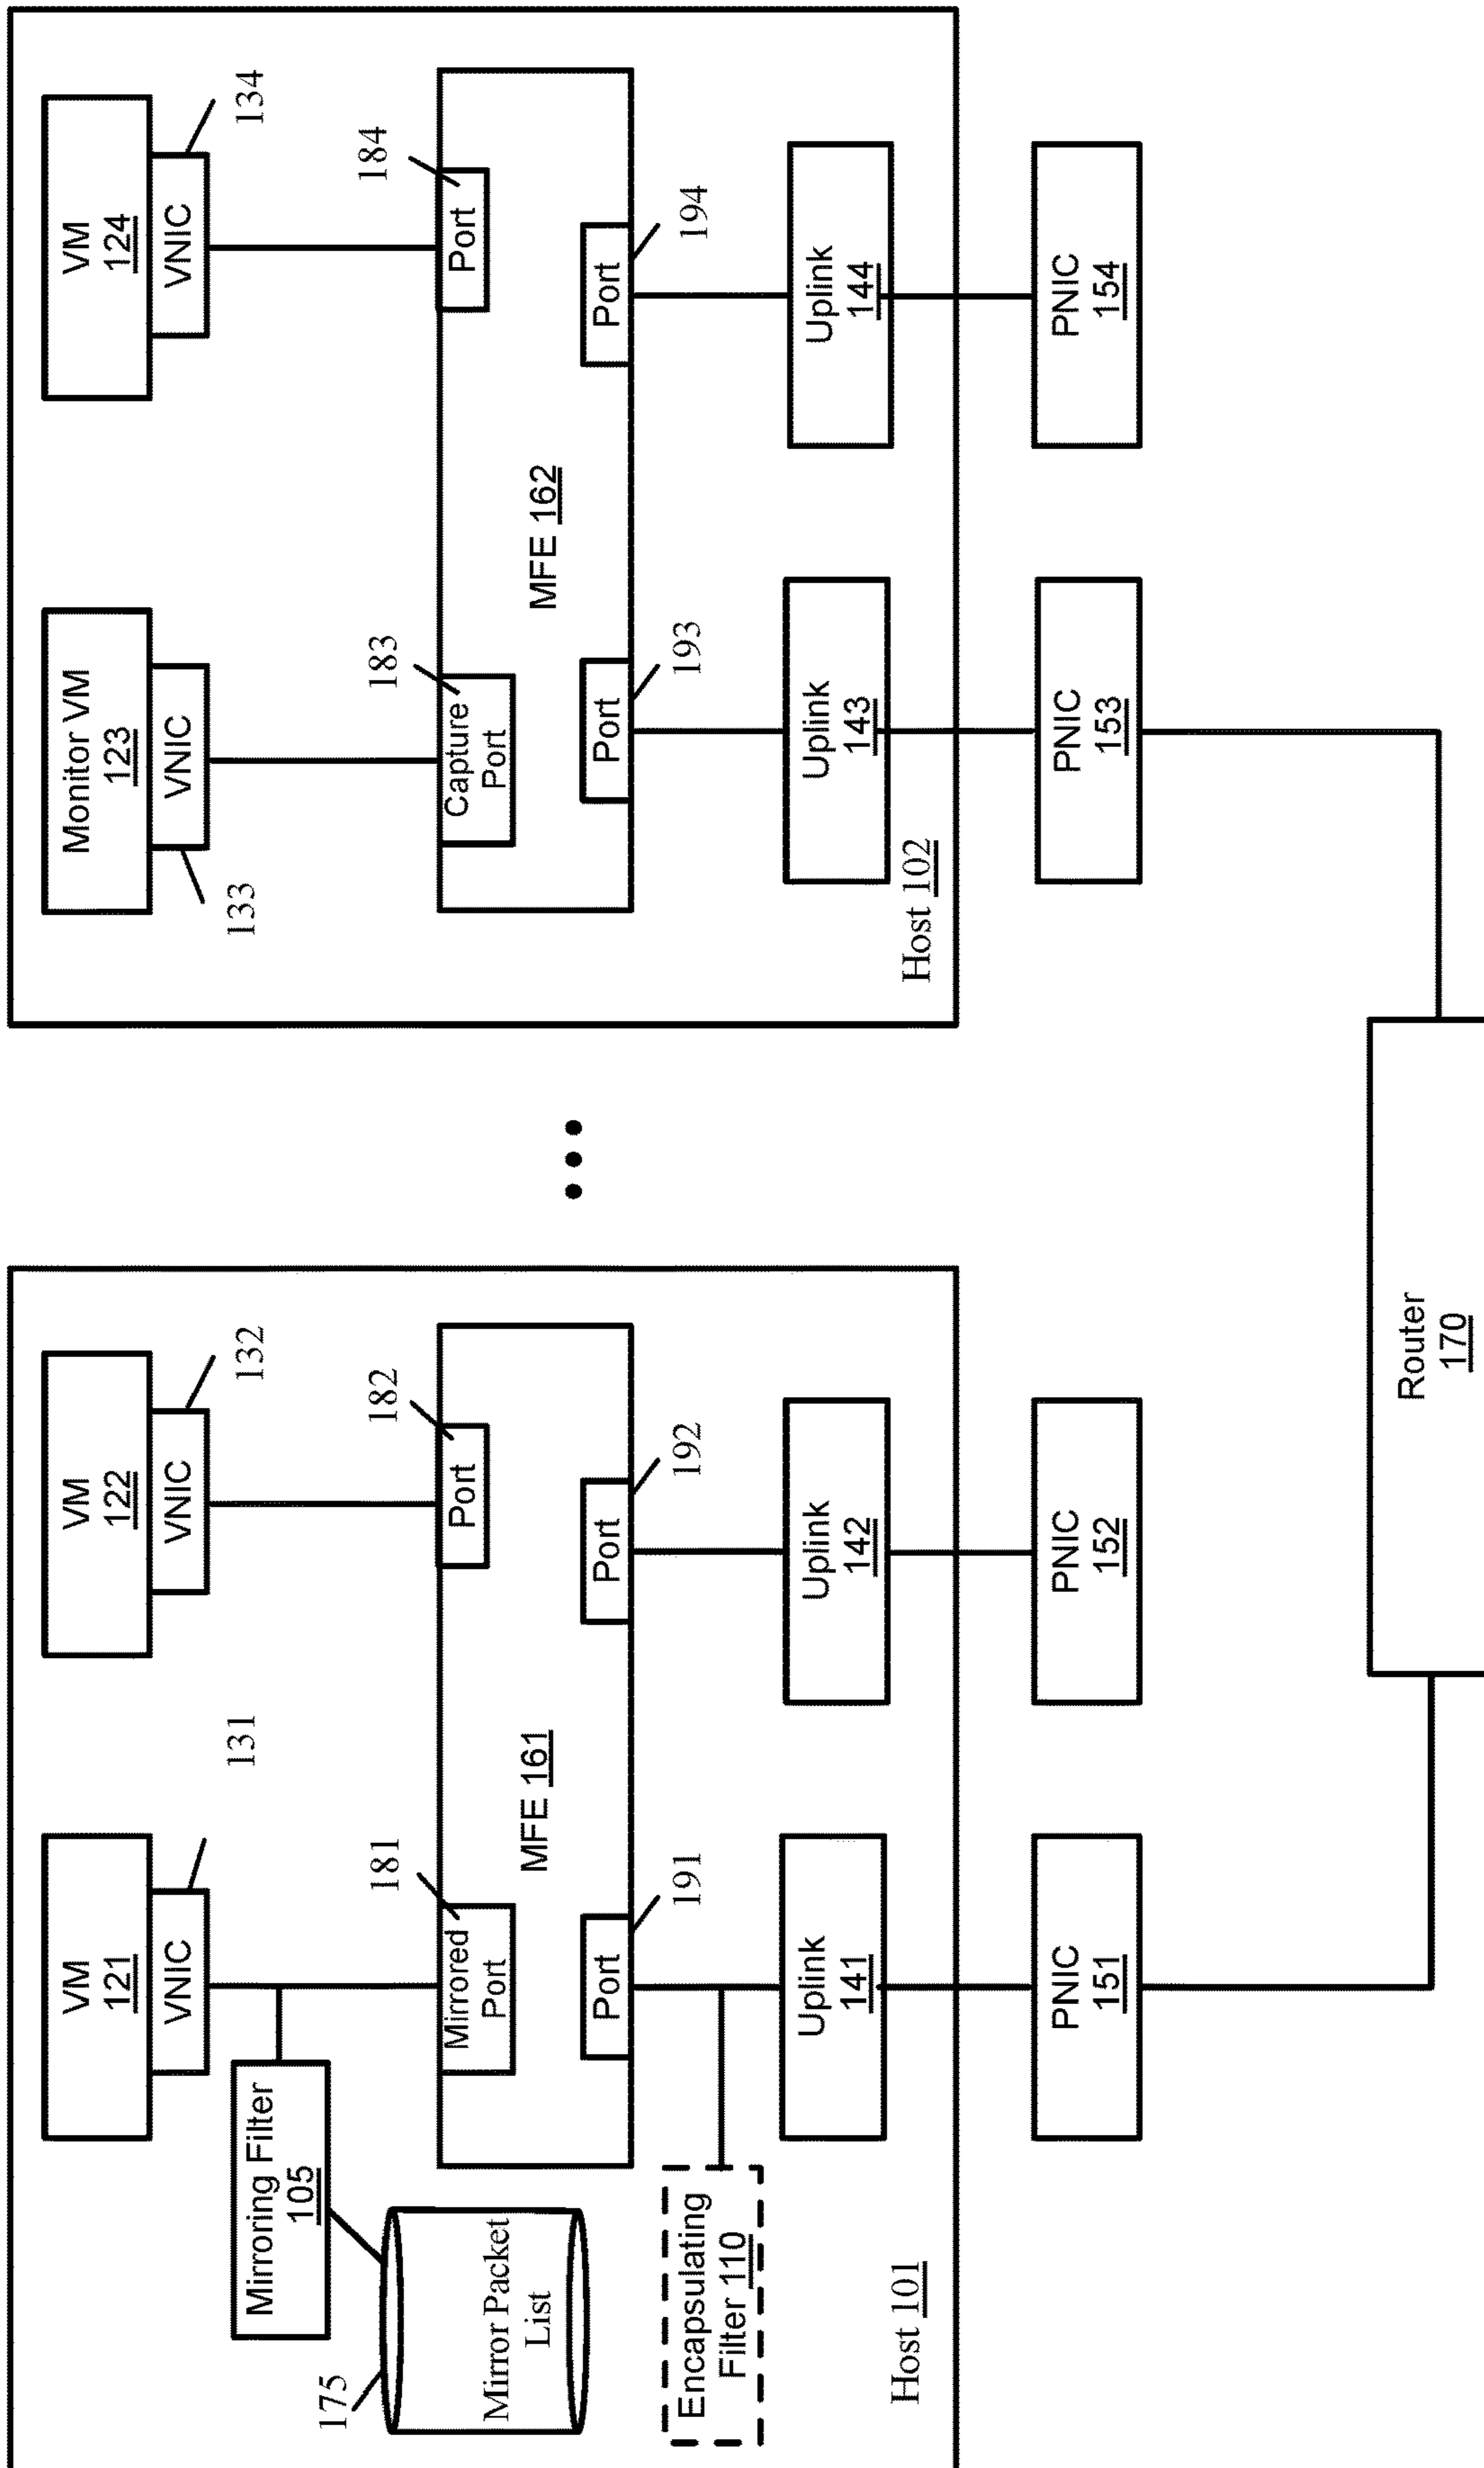 VM
121
VNIC
131
Mirroring Filter
105
175
Mirror Packet
List
Mirrored
Port
181
MFE 161
Port
191
Encapsulating
Filter 110
Uplink
141
Host 101
PNIC
151
VM
122
VNIC
132
Port
182
Port
192
Uplink
142
PNIC
152
Monitor VM
123
VNIC
133
Capture
Port
183
MFE 162
Port
193
Uplink
143
Host 102
PNIC
153
VM
124
VNIC
134
Port
184
Port
194
Uplink
144
PNIC
154
Router
170